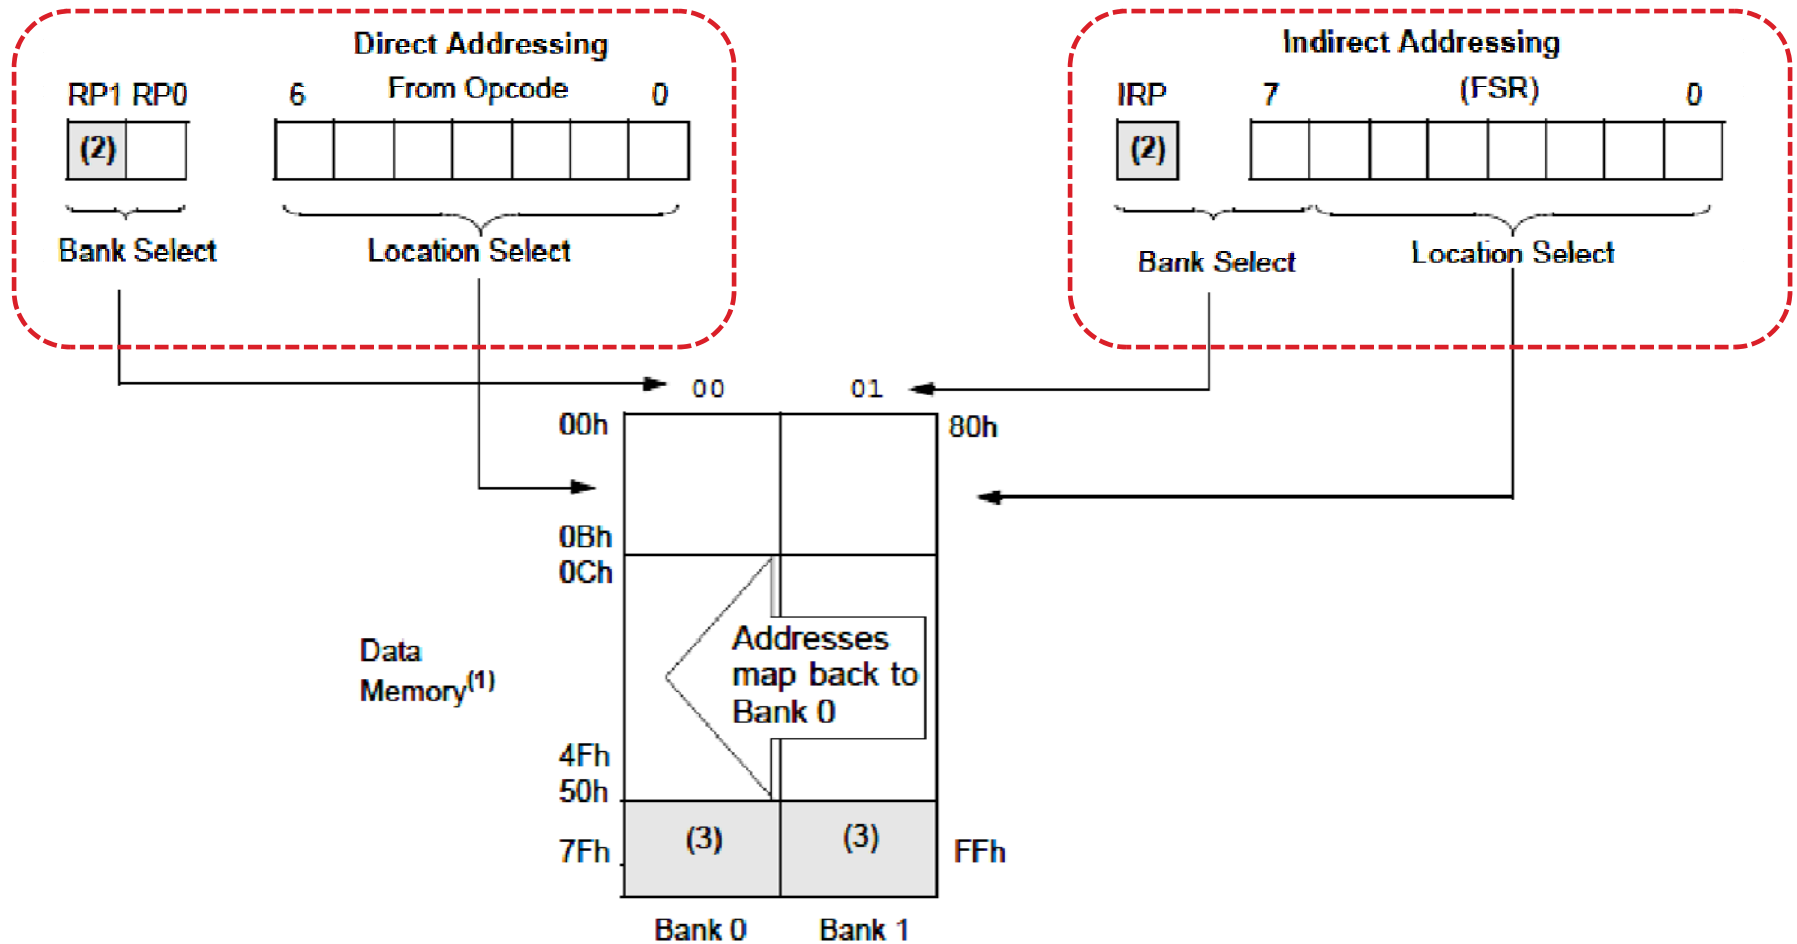 Direct Addressing
RP1 RP0 6 From Opcode 0
(2)
Bank Select Location Select
Indirect Addressing
IRP 7 (FSR) 0
(2)
Bank Select Location Select
00 01
00h 80h
0Bh
0Ch
Addresses
map back to
Bank 0
Data
Memory(1)
4Fh
50h
(3) (3)
7Fh FFh
Bank 0 Bank 1